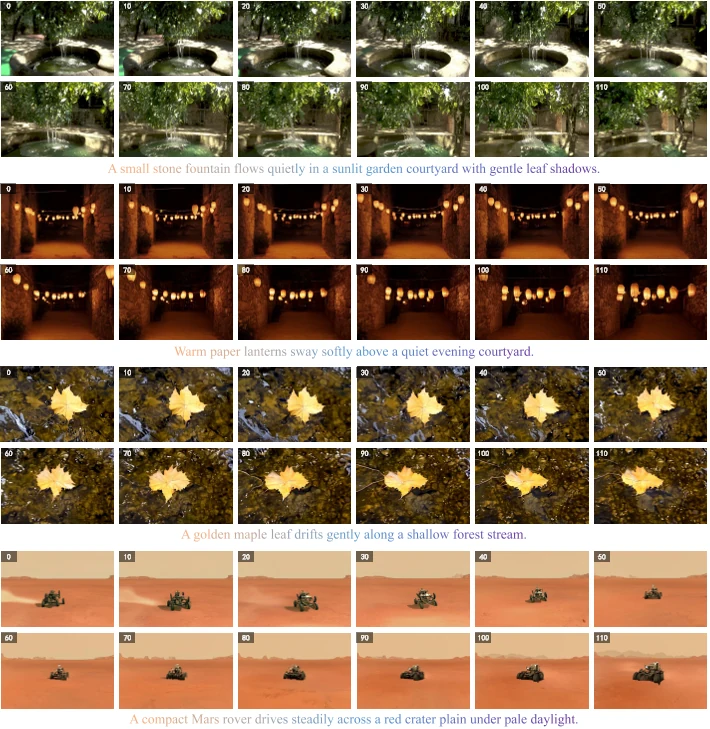 0 10 20 30 40 50
60 70 80 90 100 110
A small stone fountain flows quietly in a sunlit garden courtyard with gentle leaf shadows.
0 10 20 30 40 50
60 70 80 90 100 110
Warm paper lanterns sway softly above a quiet evening courtyard.
0 10 20 30 40 50
60 70 80 90 100 110
A golden maple leaf drifts gently along a shallow forest stream.
0 10 20 30 40 50
60 70 80 90 100 110
A compact Mars rover drives steadily across a red crater plain under pale daylight.